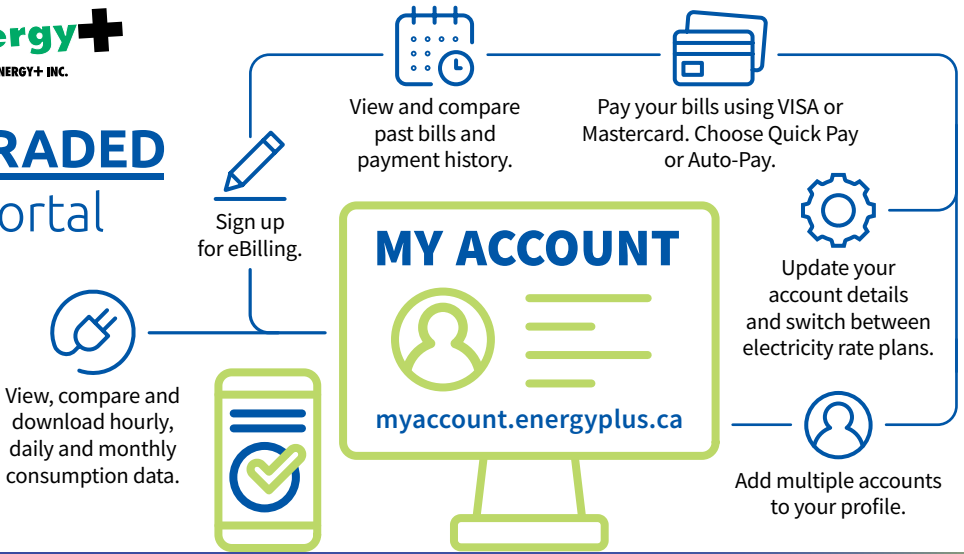 ergy+
NERGY+ INC.
RADED
ortal
Sign up
for eBilling.
View and compare
past bills and
payment history.
Pay your bills using VISA or
Mastercard. Choose Quick Pay
or Auto-Pay.
Update your
account details
and switch between
electricity rate plans.
Add multiple accounts
to your profile.
View, compare and
download hourly,
daily and monthly
consumption data.
MY ACCOUNT
myaccount.energyplus.ca